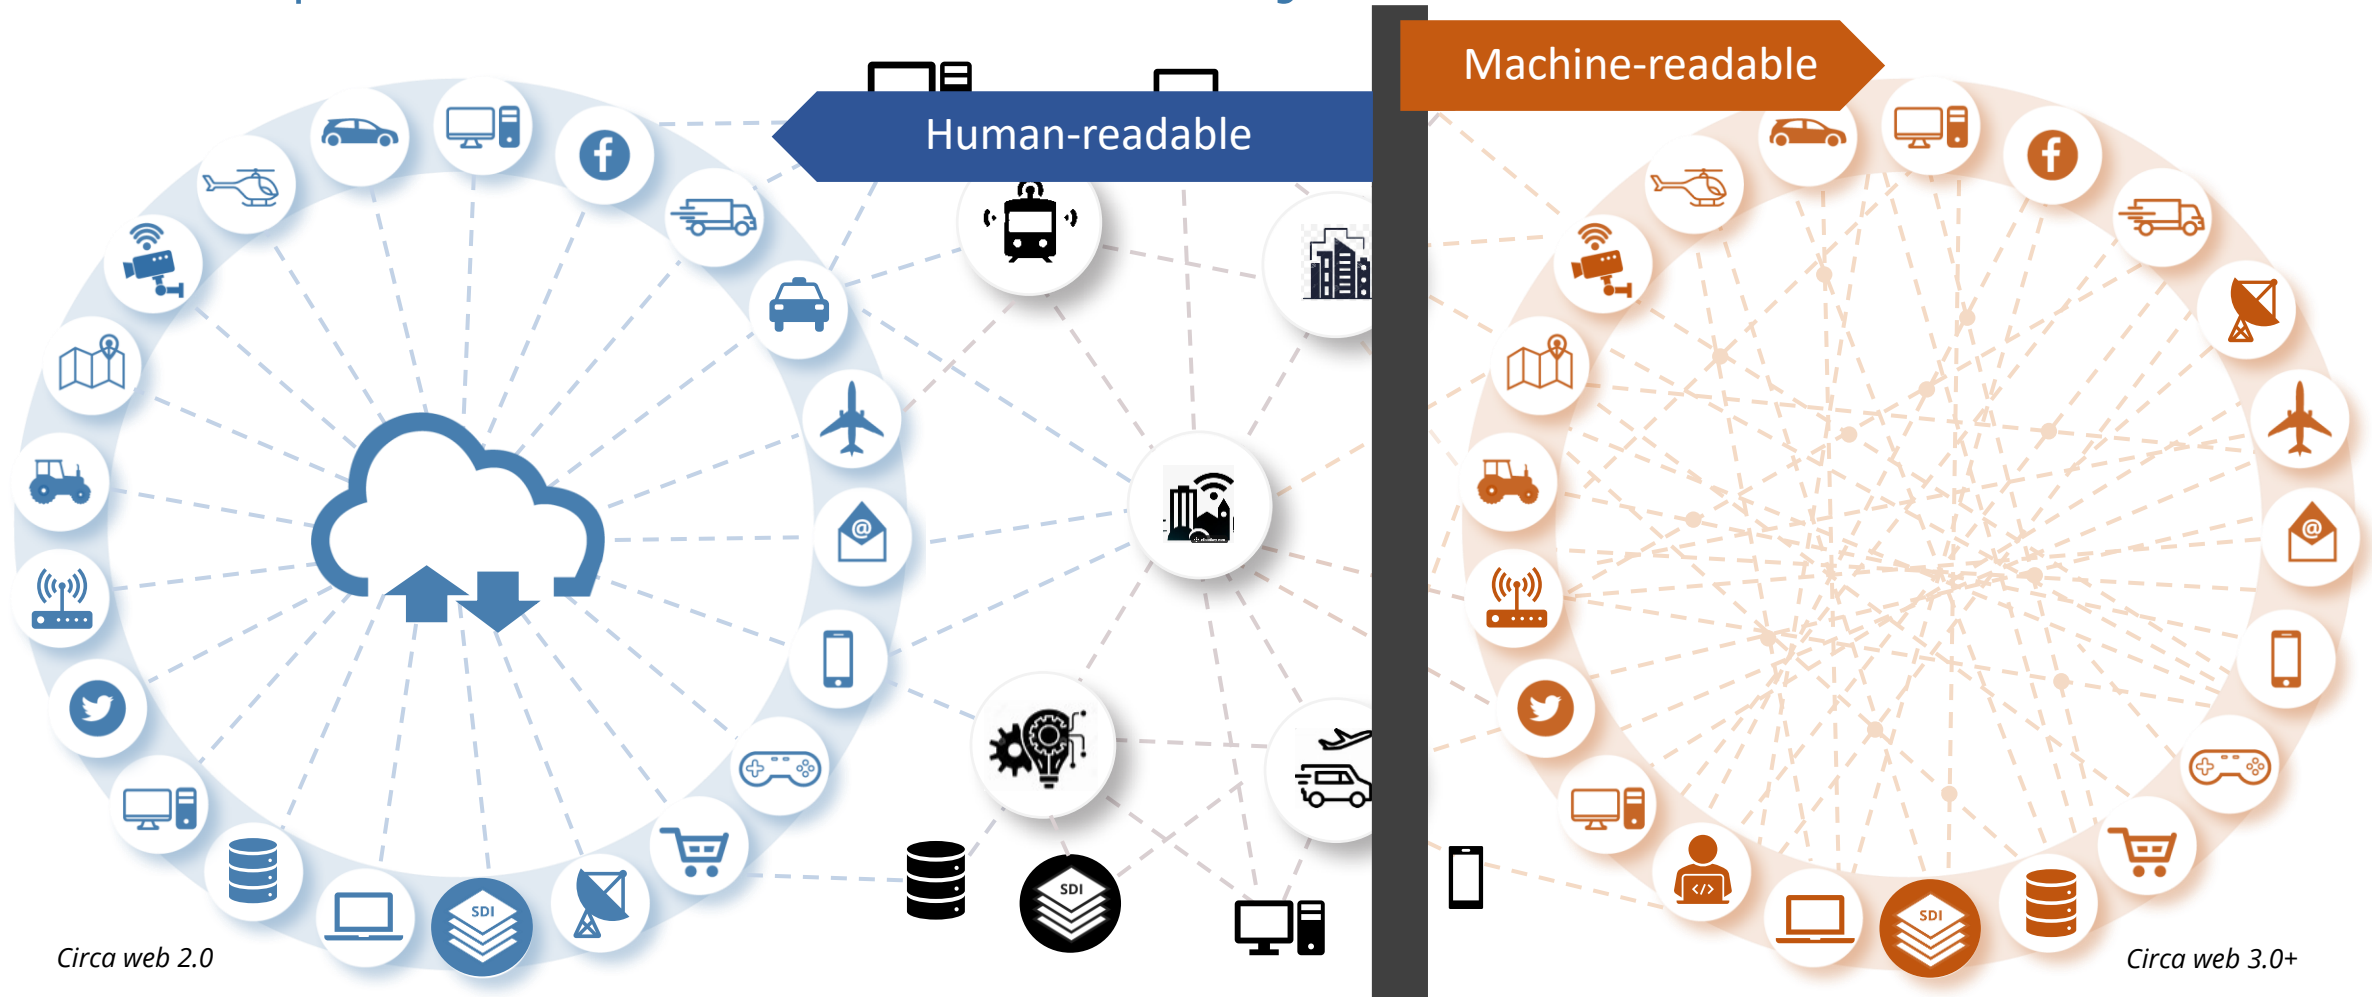 Machine-readable
Human-readable
SDI
SDI
SDI
Circa web 2.0
Circa web 3.0+